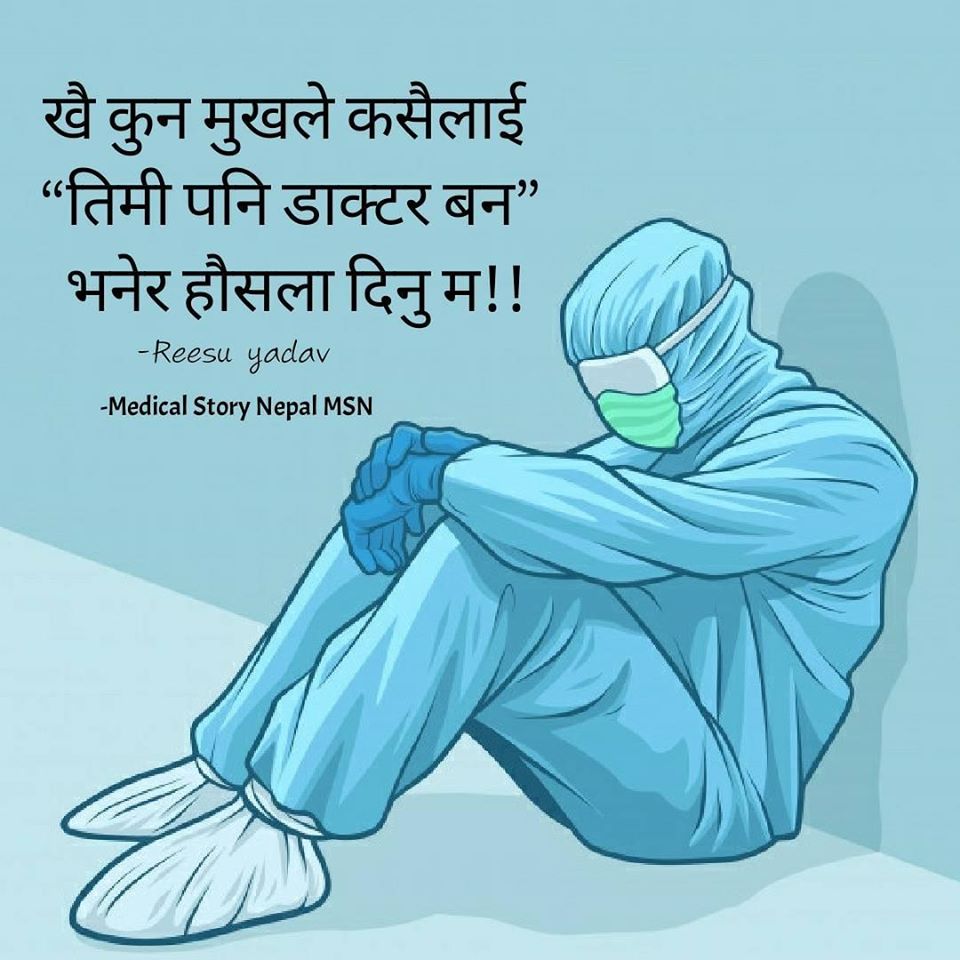 खै कुन मुखले कसैलाई
“तिमी पनि डाक्टर बन”
भनेर हौसला दिनु म!!
-Reesu yadav
-Medical Story Nepal MSN